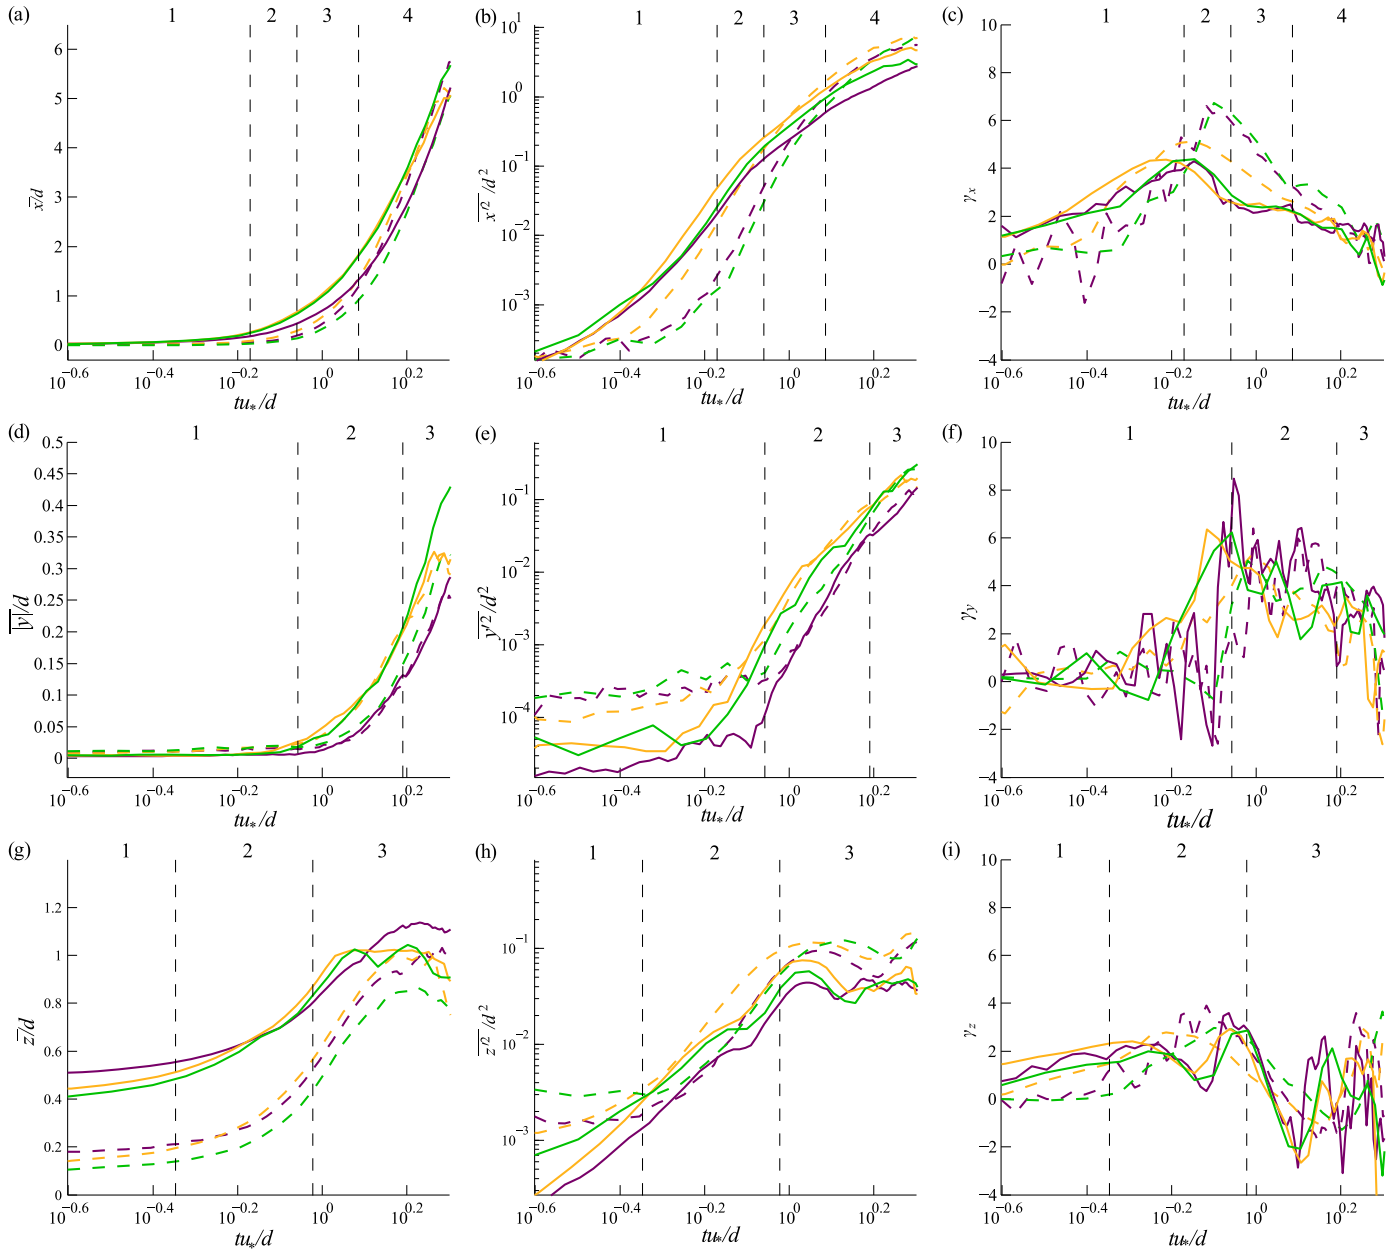 (a) 1 2 3 4
6
5
4
3
2
1
0
x̄/d
10^−0.6 10^−0.4 10^−0.2 10^0 10^0.2
tu*/d
(b) 1 2 3 4
10^1
10^0
10^−1
10^−2
10^−3
x′²/d²
10^−0.6 10^−0.4 10^−0.2 10^0 10^0.2
tu*/d
(c) 1 2 3 4
10
8
6
4
2
0
−2
−4
γx
10^−0.6 10^−0.4 10^−0.2 10^0 10^0.2
tu*/d
(d) 1 2 3
0.5
0.45
0.4
0.35
0.3
0.25
0.2
0.15
0.1
0.05
0
|y|/d
10^−0.6 10^−0.4 10^−0.2 10^0 10^0.2
tu*/d
(e) 1 2 3
10^−1
10^−2
10^−3
10^−4
y′²/d²
10^−0.6 10^−0.4 10^−0.2 10^0 10^0.2
tu*/d
(f) 1 2 3
10
8
6
4
2
0
−2
−4
γy
10^−0.6 10^−0.4 10^−0.2 10^0 10^0.2
tu*/d
(g) 1 2 3
1.2
1
0.8
0.6
0.4
0.2
0
z̄/d
10^−0.6 10^−0.4 10^−0.2 10^0 10^0.2
tu*/d
(h) 1 2 3
10^−1
10^−2
10^−3
z′²/d²
10^−0.6 10^−0.4 10^−0.2 10^0 10^0.2
tu*/d
(i) 1 2 3
10
8
6
4
2
0
−2
−4
γz
10^−0.6 10^−0.4 10^−0.2 10^0 10^0.2
tu*/d